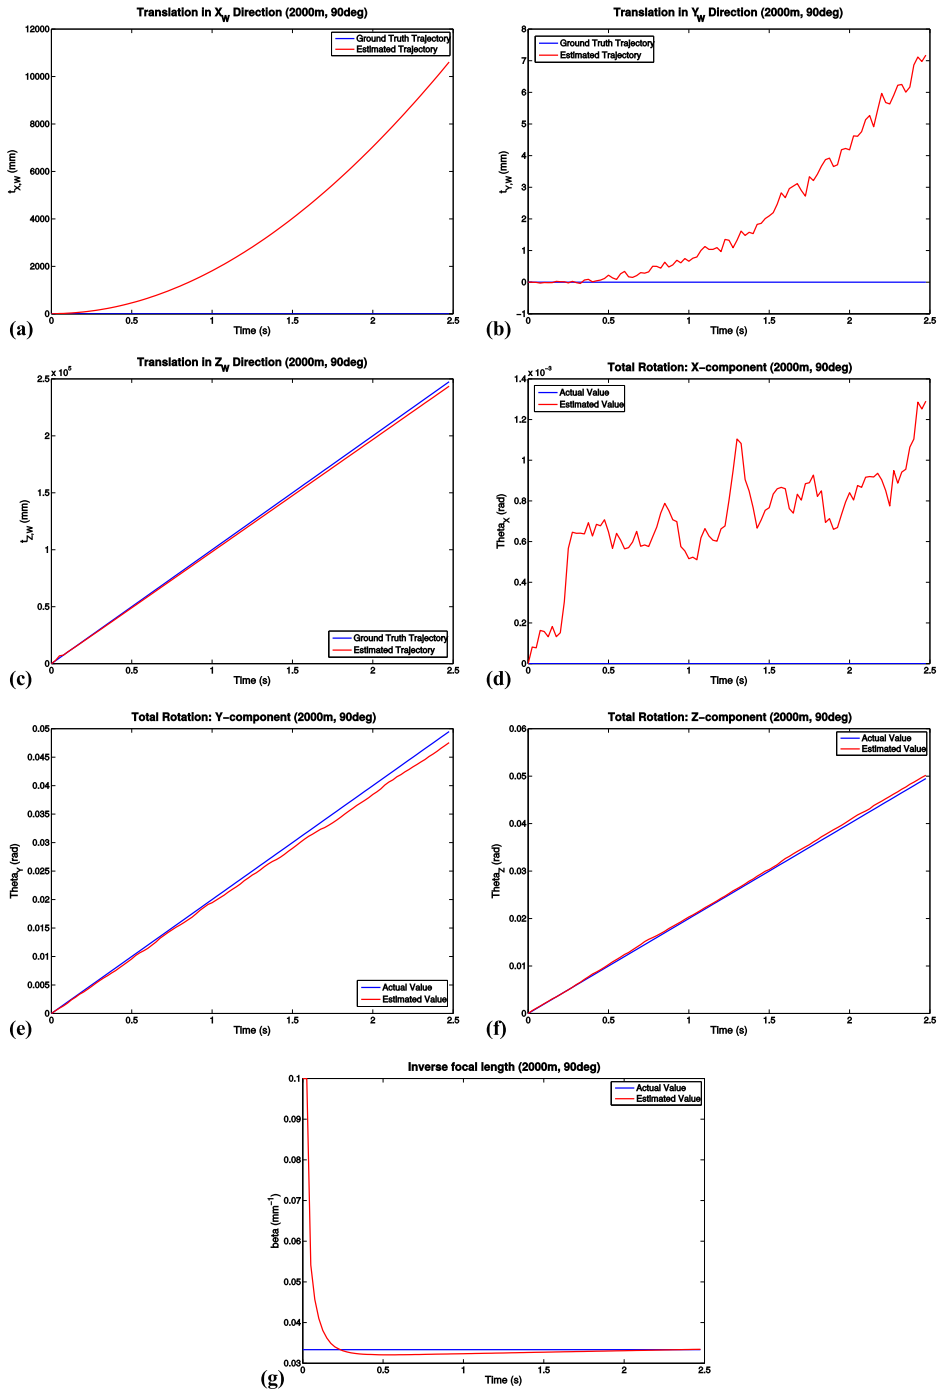 Translation in XW Direction (2000m, 90deg)
12000
10000
8000
6000
4000
2000
0
tX,W (mm)
0.5
1
1.5
2
2.5
Time (s)
Ground Truth Trajectory
Estimated Trajectory
(a)
Translation in YW Direction (2000m, 90deg)
8
7
6
5
4
3
2
1
0
−1
tY,W (mm)
0
0.5
1
1.5
2
2.5
Time (s)
Ground Truth Trajectory
Estimated Trajectory
(b)
Translation in ZW Direction (2000m, 90deg)
x 10^5
2.5
2
1.5
1
0.5
0
tZ,W (mm)
0
0.5
1
1.5
2
2.5
Time (s)
Ground Truth Trajectory
Estimated Trajectory
(c)
Total Rotation: X−component (2000m, 90deg)
x 10^−3
1.4
1.2
1
0.8
0.6
0.4
0.2
0
ThetaX (rad)
0
0.5
1
1.5
2
2.5
Time (s)
Actual Value
Estimated Value
(d)
Total Rotation: Y−component (2000m, 90deg)
0.05
0.045
0.04
0.035
0.03
0.025
0.02
0.015
0.01
0.005
0
ThetaY (rad)
0
0.5
1
1.5
2
2.5
Time (s)
Actual Value
Estimated Value
(e)
Total Rotation: Z−component (2000m, 90deg)
0.06
0.05
0.04
0.03
0.02
0.01
0
ThetaZ (rad)
0
0.5
1
1.5
2
2.5
Time (s)
Actual Value
Estimated Value
(f)
Inverse focal length (2000m, 90deg)
0.1
0.09
0.08
0.07
0.06
0.05
0.04
0.03
beta (mm^−1)
0
0.5
1
1.5
2
2.5
Time (s)
Actual Value
Estimated Value
(g)